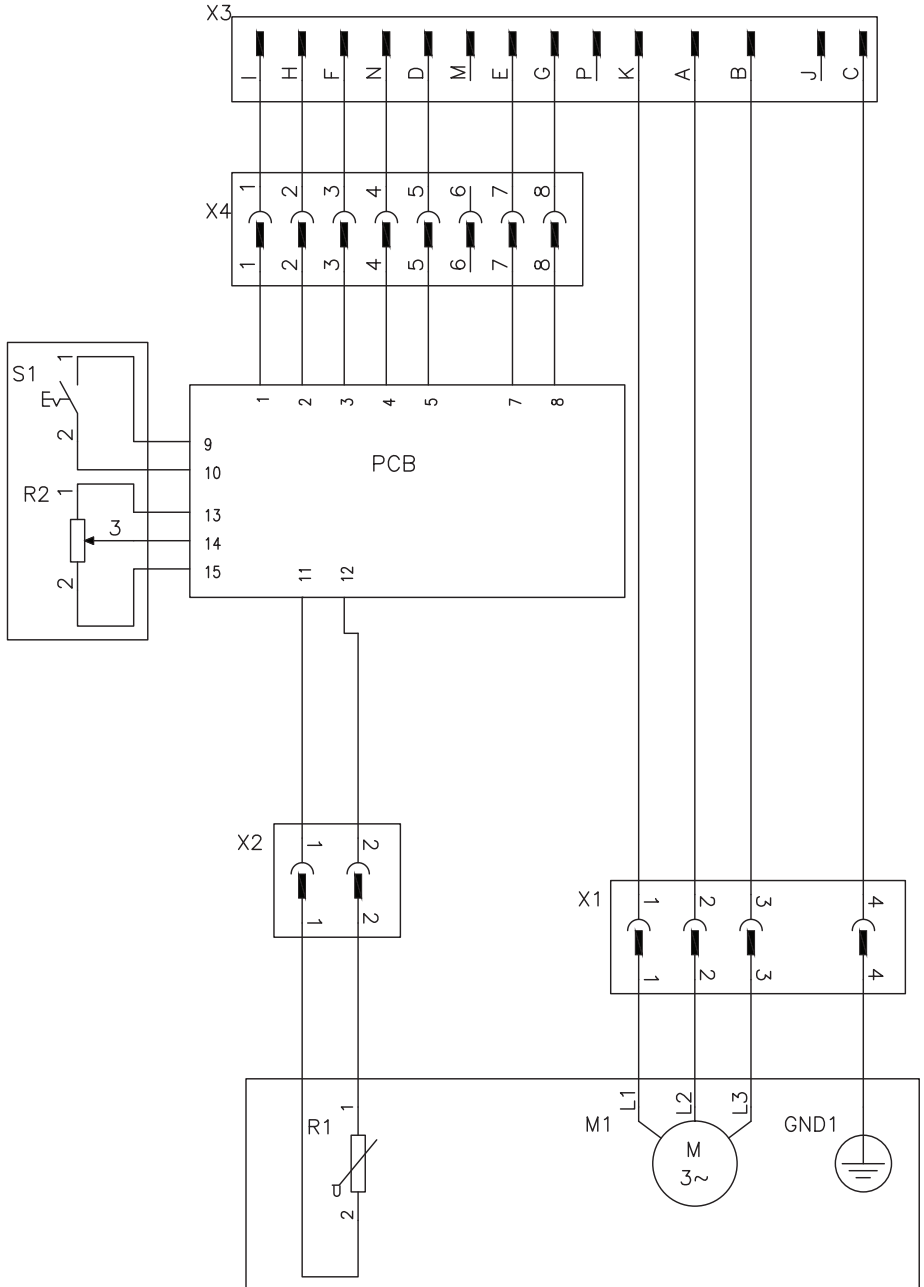 X3
I H F N D M E G P K A B J C
X4
1 2 3 4 5 6 7 8
1 2 3 4 5 6 7 8
S1
1
E
2
R2
1
3
2
1 2 3 4 5 7 8
9
10
13
14
15
PCB
11 12
X2
1 2
1 2
X1
1 2 3 4
1 2 3 4
R1
1
U
2
M1
L1 L2 L3
M
3~
GND1